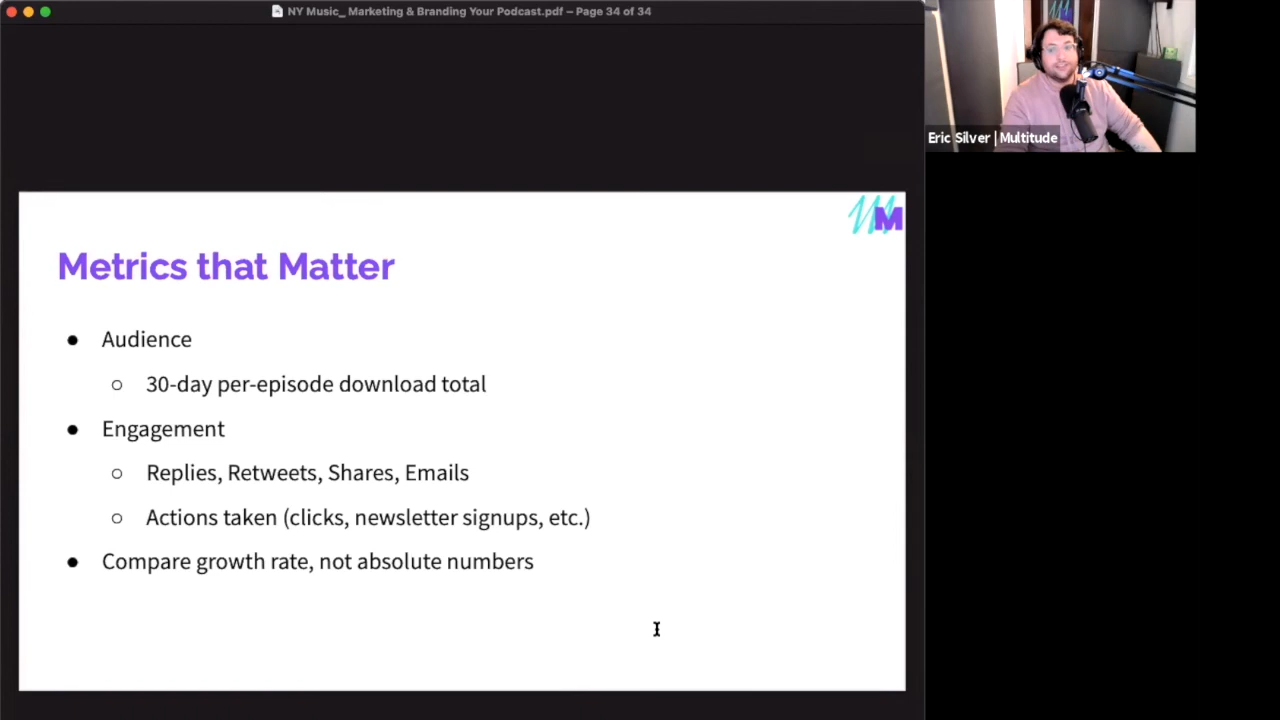 NY Music_ Marketing & Branding Your Podcast.pdf – Page 34 of 34
Eric Silver | Multitude
M
Metrics that Matter
● Audience
○ 30-day per-episode download total
● Engagement
○ Replies, Retweets, Shares, Emails
○ Actions taken (clicks, newsletter signups, etc.)
● Compare growth rate, not absolute numbers